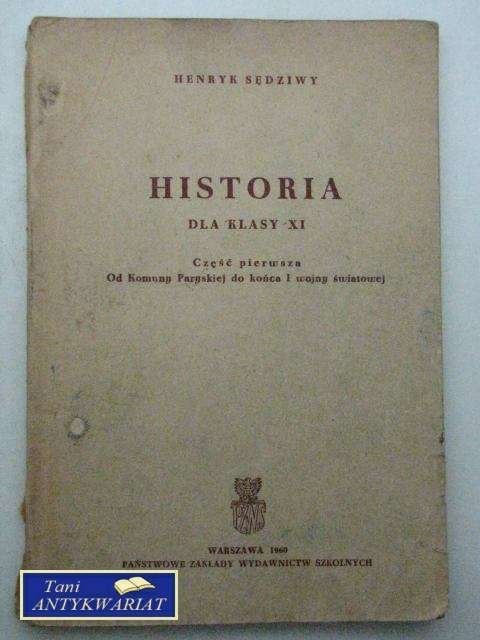 HENRYK SĘDZIWY
HISTORIA
DLA KLASY XI
Część pierwsza
Od Komuny Paryskiej do końca I wojny światowej
PZWS
WARSZAWA 1960
PAŃSTWOWE ZAKŁADY WYDAWNICTW SZKOLNYCH
Tani
ANTYKWARIAT